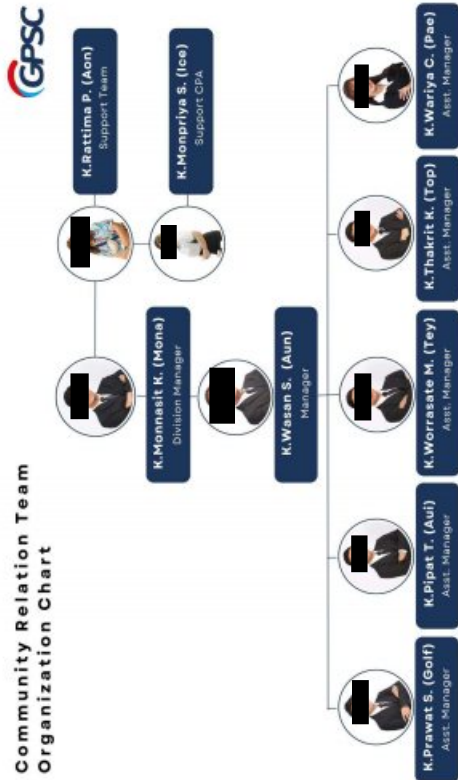 Community Relation Team
Organization Chart
GPSC
K.Rattima P. (Aon)
Support Team
K.Monpriya S. (Ice)
Support CPA
K.Monnasit K. (Mona)
Division Manager
K.Wasan S. (Aun)
Manager
K.Prawat S. (Golf)
Asst. Manager
K.Pipat T. (Aui)
Asst. Manager
K.Worrasate M. (Tey)
Asst. Manager
K.Thakrit K. (Top)
Asst. Manager
K.Wariya C. (Pae)
Asst. Manager